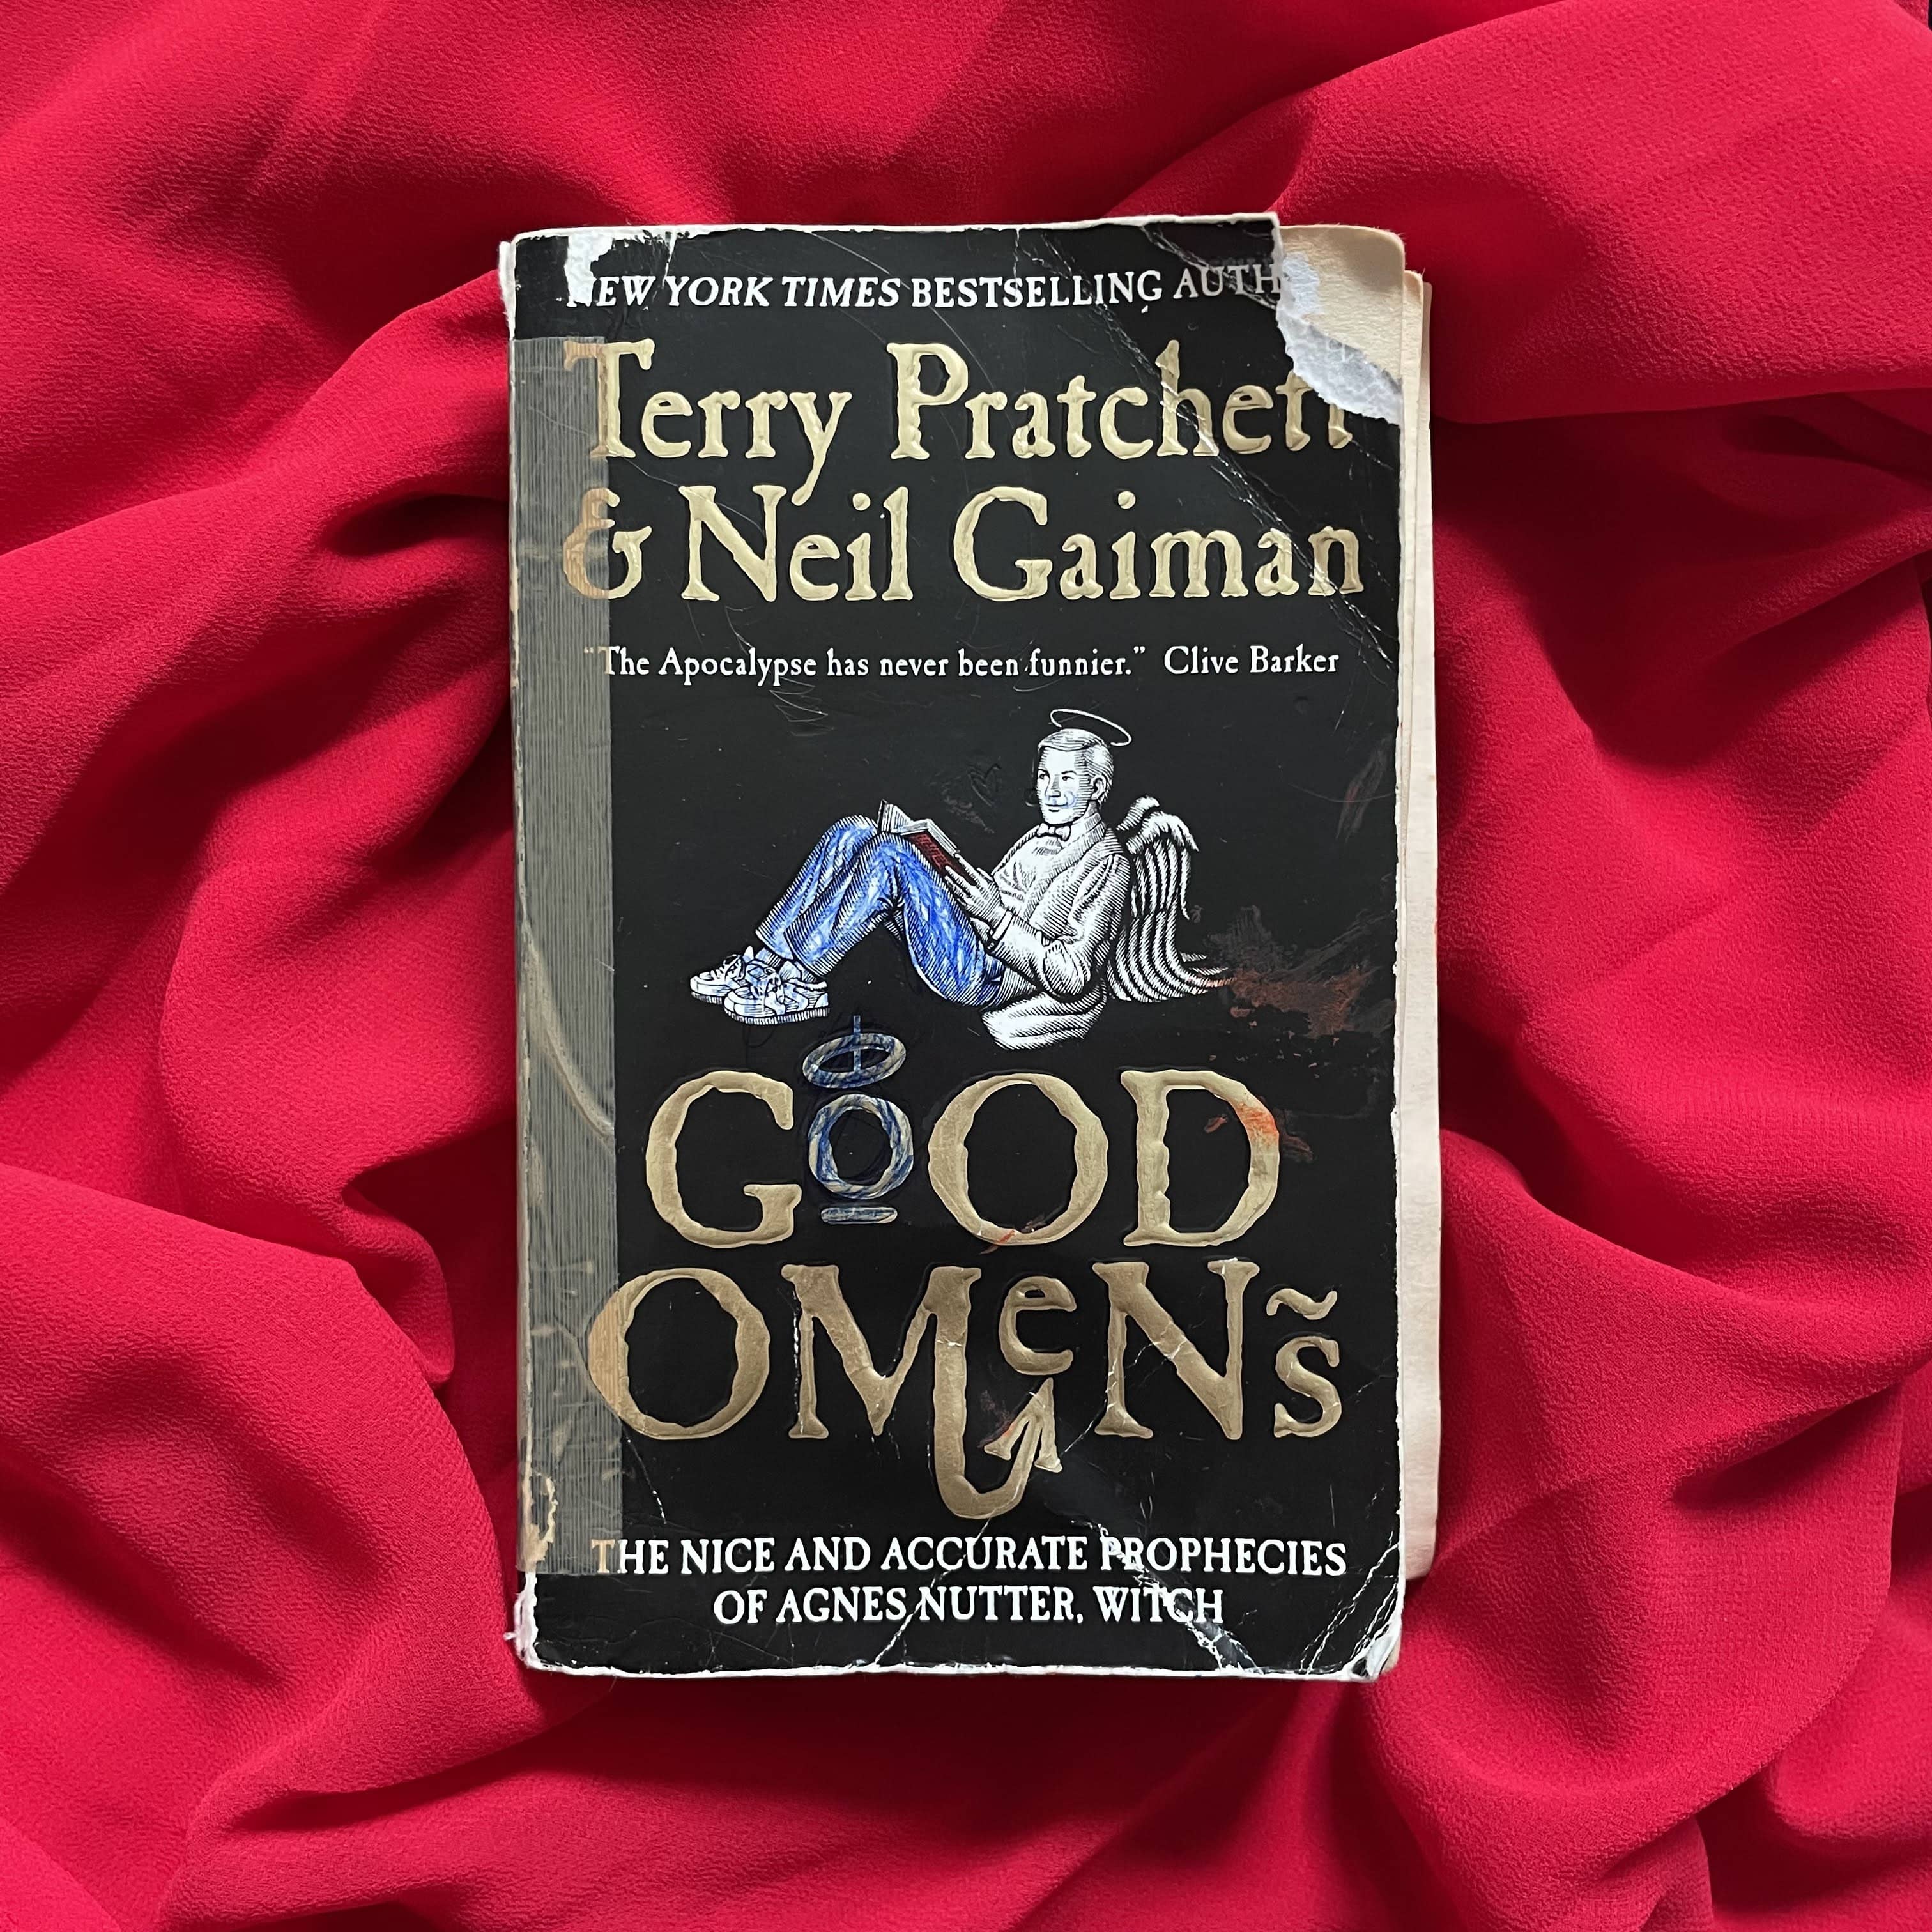 NEW YORK TIMES BESTSELLING AUTH
Terry Pratchett
& Neil Gaiman
“The Apocalypse has never been funnier.” Clive Barker
GOOD
OMENS
THE NICE AND ACCURATE PROPHECIES
OF AGNES NUTTER, WITCH